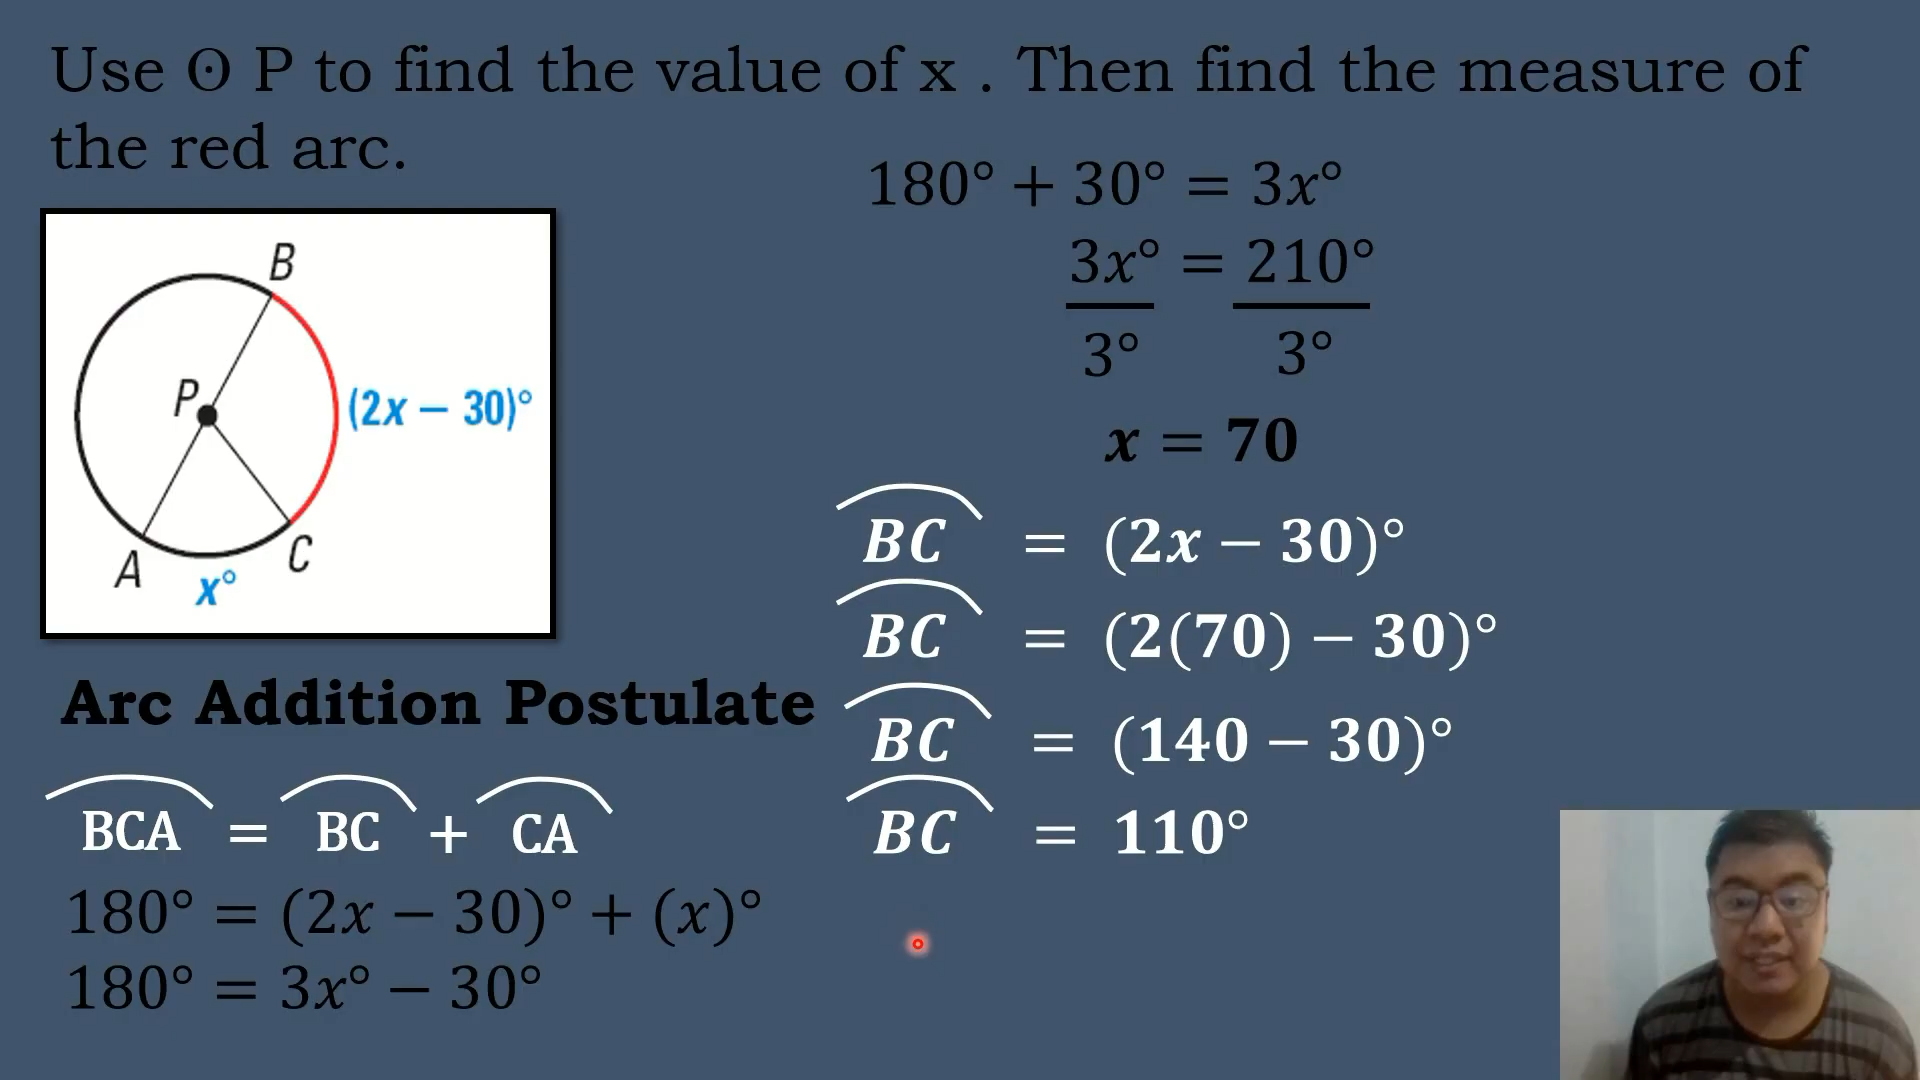 Use ʘ P to find the value of x . Then find the measure of
the red arc.
B
P
(2x − 30)°
A
C
x°
Arc Addition Postulate
BCA = BC + CA
180° = (2x − 30)° + (x)°
180° = 3x° − 30°
180° + 30° = 3x°
3x° = 210°
3° 3°
x = 70
BC = (2x − 30)°
BC = (2(70) − 30)°
BC = (140 − 30)°
BC = 110°